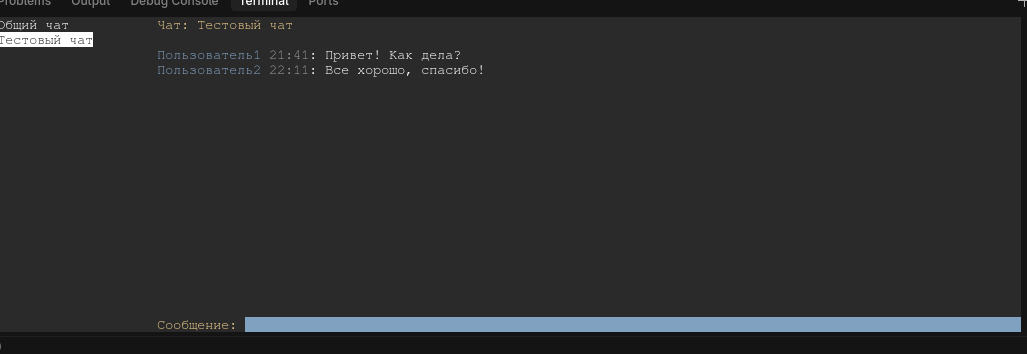 Problems Output Debug Console Terminal Ports
Общий чат
Тестовый чат
Чат: Тестовый чат
Пользователь1 21:41: Привет! Как дела?
Пользователь2 22:11: Все хорошо, спасибо!
Сообщение: